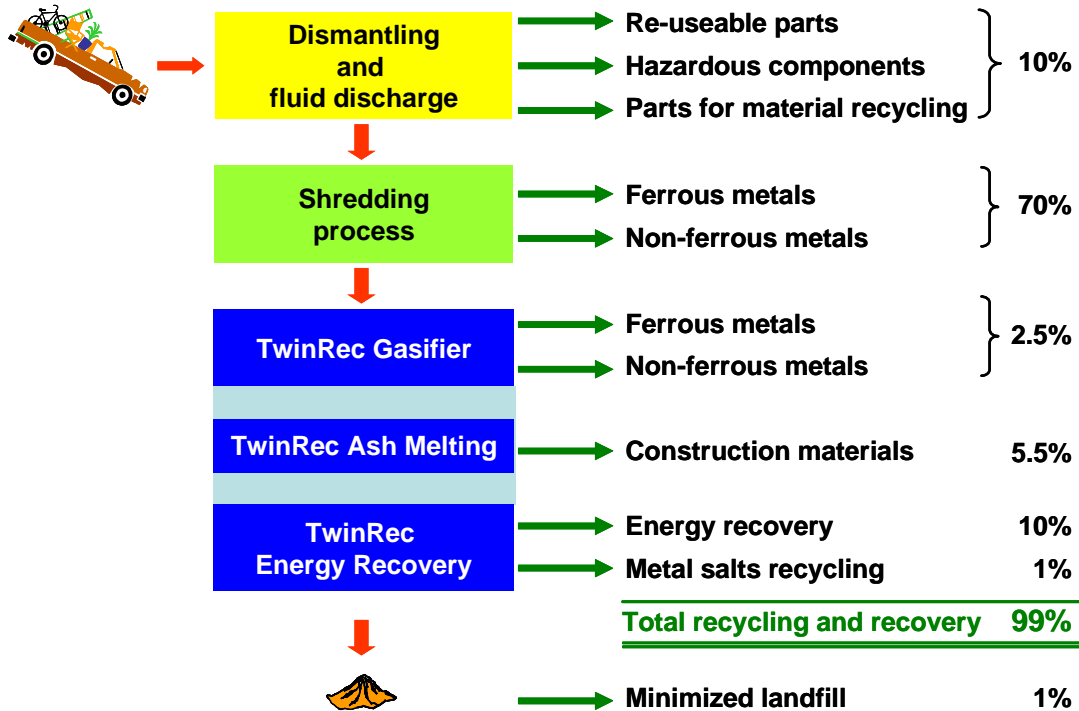 Dismantling
and
fluid discharge
Re-useable parts
Hazardous components
Parts for material recycling
10%
Shredding
process
Ferrous metals
Non-ferrous metals
70%
TwinRec Gasifier
Ferrous metals
Non-ferrous metals
2.5%
TwinRec Ash Melting
Construction materials 5.5%
TwinRec
Energy Recovery
Energy recovery 10%
Metal salts recycling 1%
Total recycling and recovery 99%
Minimized landfill 1%